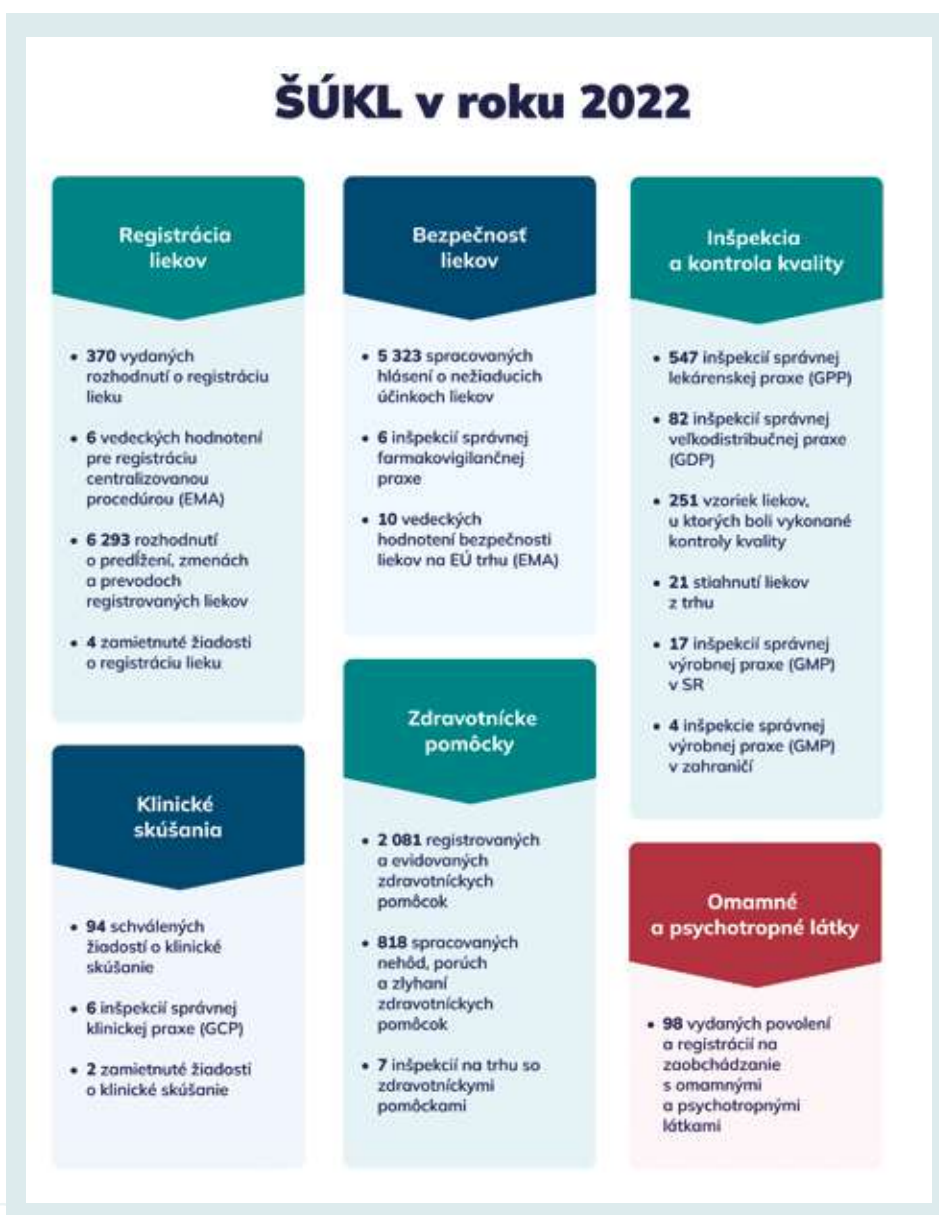 ŠÚKL v roku 2022
Registrácia
liekov
• 370 vydaných
rozhodnutí o registráciu
lieku
• 6 vedeckých hodnotení
pre registráciu
centralizovanou
procedúrou (EMA)
• 6 293 rozhodnutí
o predĺžení, zmenách
a prevodoch
registrovaných liekov
• 4 zamietnuté žiadosti
o registráciu lieku
Klinické
skúšania
• 94 schválených
žiadostí o klinické
skúšanie
• 6 inšpekcií správnej
klinickej praxe (GCP)
• 2 zamietnuté žiadosti
o klinické skúšanie
Bezpečnosť
liekov
• 5 323 spracovaných
hlásení o nežiaducich
účinkoch liekov
• 6 inšpekcií správnej
farmakovigilančnej
praxe
• 10 vedeckých
hodnotení bezpečnosti
liekov na EÚ trhu (EMA)
Zdravotnícke
pomôcky
• 2 081 registrovaných
a evidovaných
zdravotníckych
pomôcok
• 818 spracovaných
nehôd, porúch
a zlyhaní
zdravotníckych
pomôcok
• 7 inšpekcií na trhu so
zdravotníckymi
pomôckami
Inšpekcia
a kontrola kvality
• 547 inšpekcií správnej
lekárenskej praxe (GPP)
• 82 inšpekcií správnej
veľkodistribučnej praxe
(GDP)
• 251 vzoriek liekov,
u ktorých boli vykonané
kontroly kvality
• 21 stiahnutí liekov
z trhu
• 17 inšpekcií správnej
výrobnej praxe (GMP)
v SR
• 4 inšpekcie správnej
výrobnej praxe (GMP)
v zahraničí
Omamné
a psychotropné látky
• 98 vydaných povolení
a registrácií na
zaobchádzanie
s omamnými
a psychotropnými
látkami